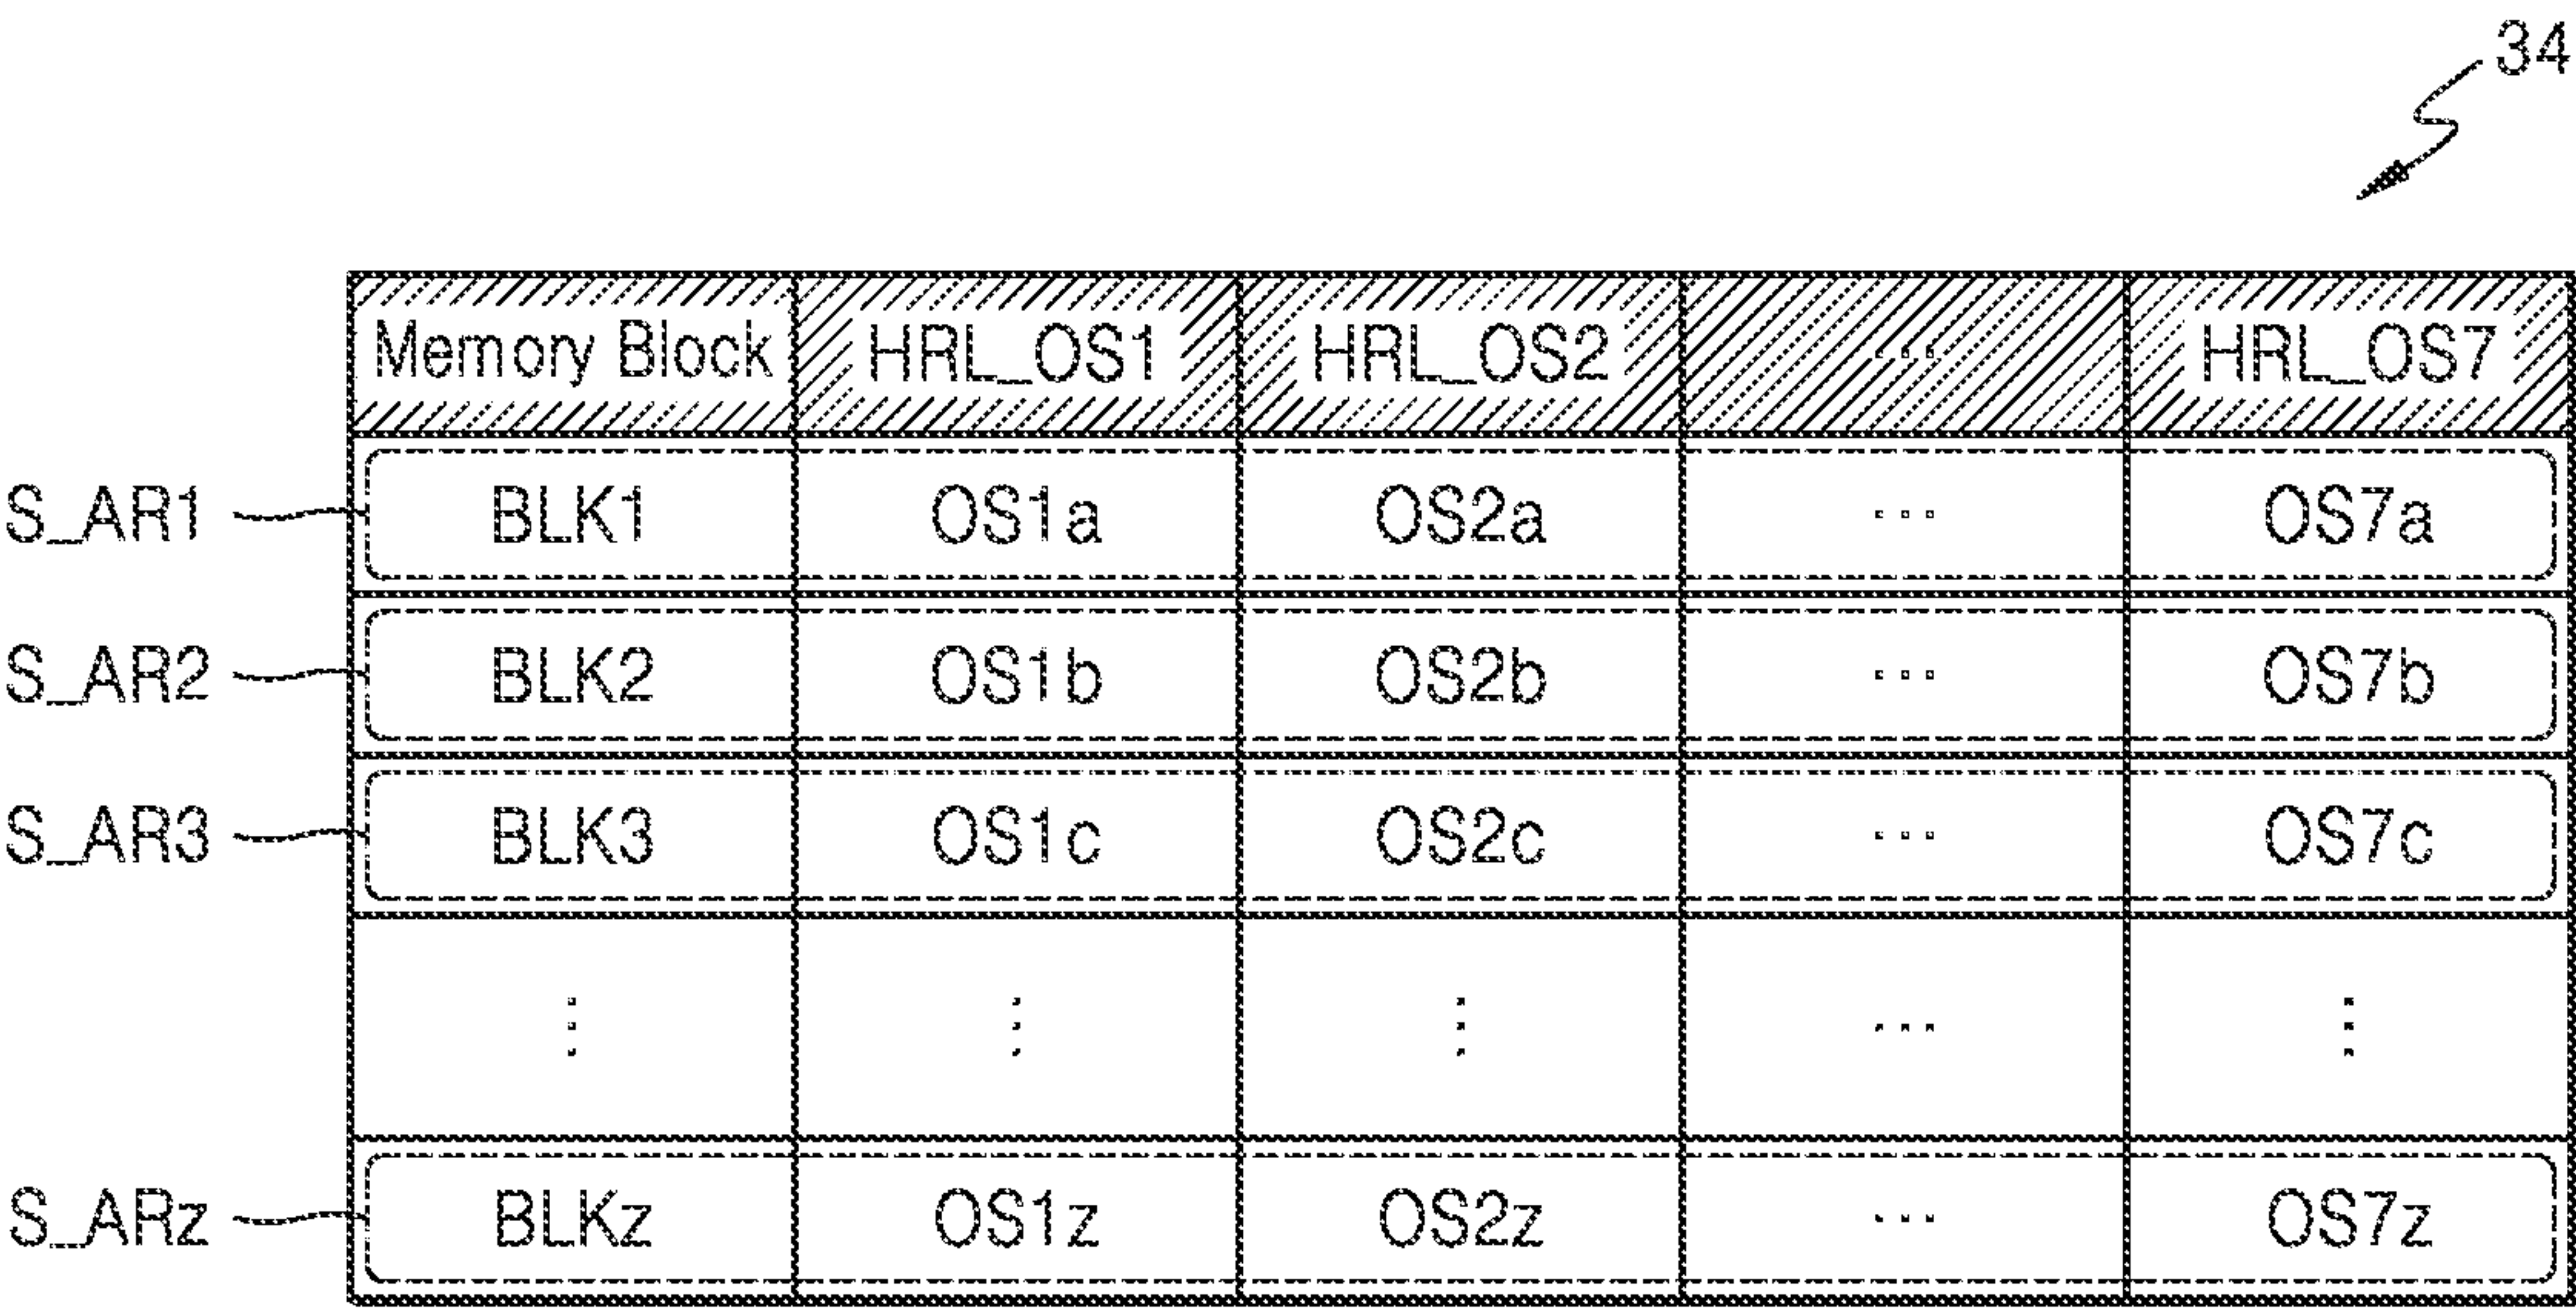 34
Memory Block HRL_OS1 HRL_OS2 ... HRL_OS7
S_AR1 BLK1 OS1a OS2a ... OS7a
S_AR2 BLK2 OS1b OS2b ... OS7b
S_AR3 BLK3 OS1c OS2c ... OS7c
⋮ ⋮ ⋮ ... ⋮
S_ARz BLKz OS1z OS2z ... OS7z